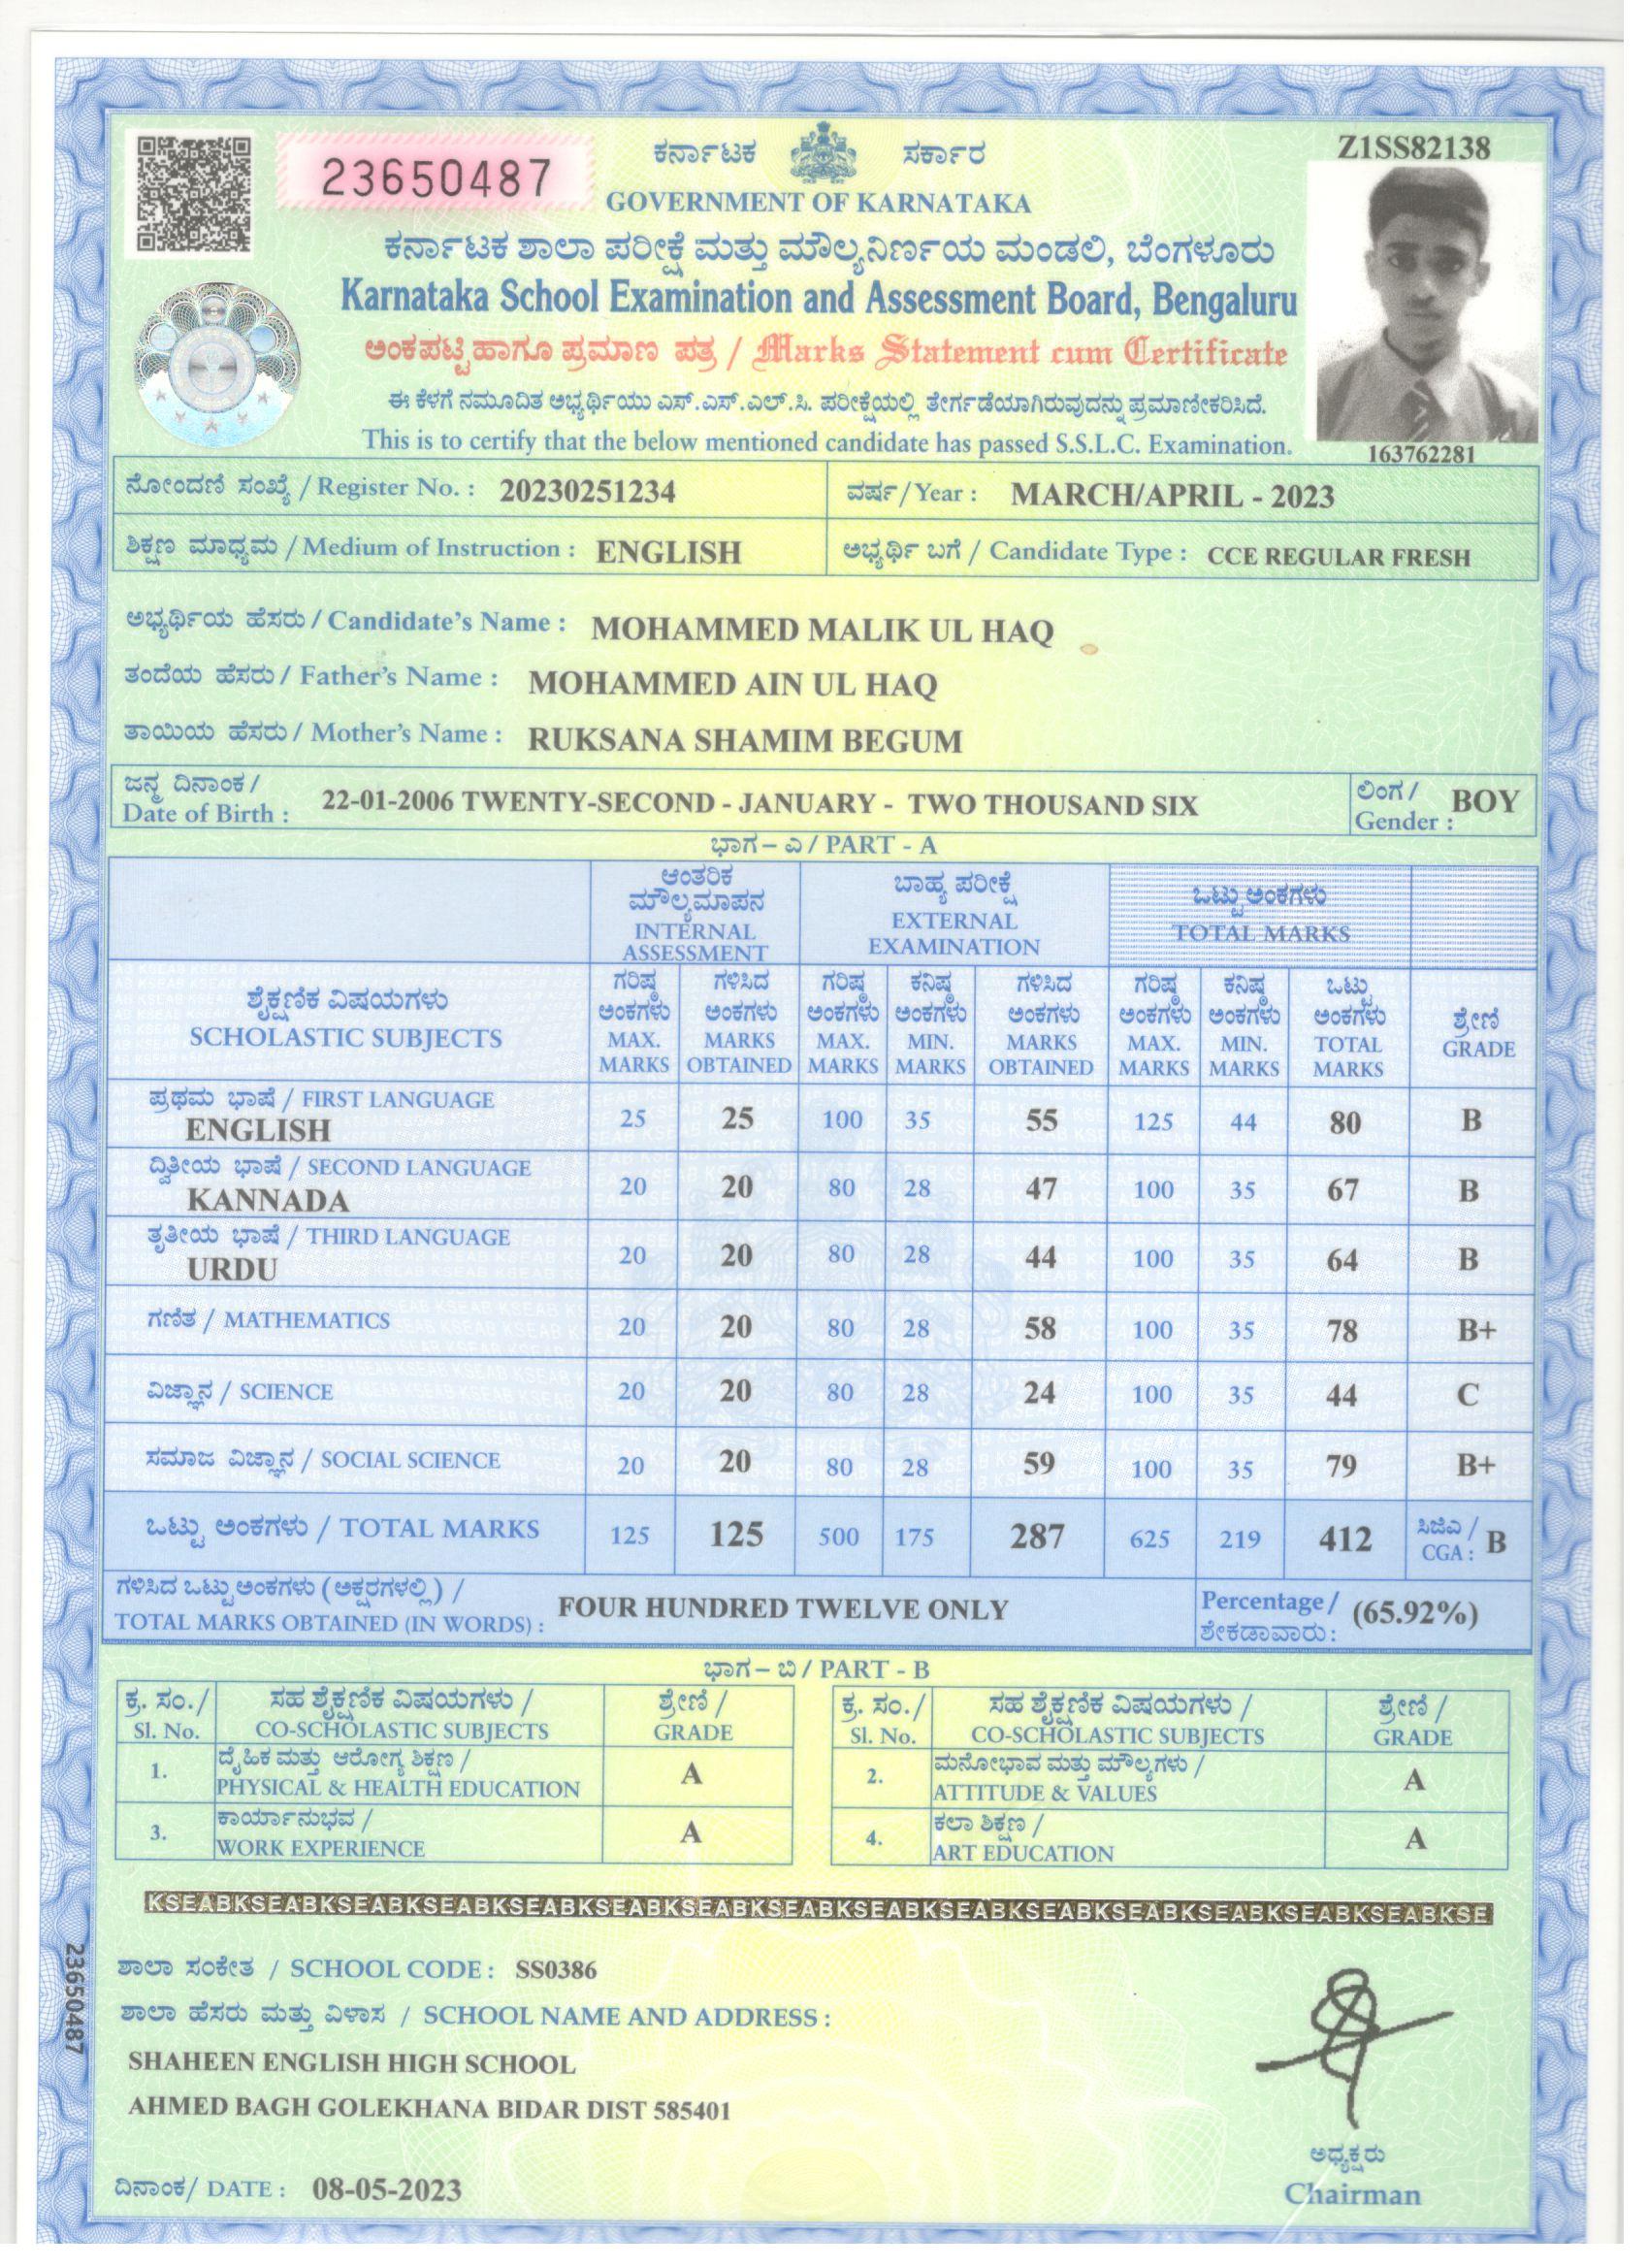 23650487
ಕರ್ನಾಟಕ ಸರ್ಕಾರ
Z1SS82138
GOVERNMENT OF KARNATAKA
ಕರ್ನಾಟಕ ಶಾಲಾ ಪರೀಕ್ಷೆ ಮತ್ತು ಮೌಲ್ಯನಿರ್ಣಯ ಮಂಡಲಿ, ಬೆಂಗಳೂರು
Karnataka School Examination and Assessment Board, Bengaluru
ಅಂಕಪಟ್ಟಿ ಹಾಗೂ ಪ್ರಮಾಣ ಪತ್ರ / Marks Statement cum Certificate
ಈ ಕೆಳಗೆ ನಮೂದಿತ ಅಭ್ಯರ್ಥಿಯು ಎಸ್.ಎಸ್.ಎಲ್.ಸಿ. ಪರೀಕ್ಷೆಯಲ್ಲಿ ತೇರ್ಗಡೆಯಾಗಿರುವುದನ್ನು ಪ್ರಮಾಣೀಕರಿಸಿದೆ.
This is to certify that the below mentioned candidate has passed S.S.L.C. Examination.
163762281
ನೋಂದಣಿ ಸಂಖ್ಯೆ / Register No. : 20230251234 ವರ್ಷ / Year : MARCH/APRIL - 2023
ಶಿಕ್ಷಣ ಮಾಧ್ಯಮ / Medium of Instruction : ENGLISH ಅಭ್ಯರ್ಥಿ ಬಗೆ / Candidate Type : CCE REGULAR FRESH
ಅಭ್ಯರ್ಥಿಯ ಹೆಸರು / Candidate's Name : MOHAMMED MALIK UL HAQ
ತಂದೆಯ ಹೆಸರು / Father's Name : MOHAMMED AIN UL HAQ
ತಾಯಿಯ ಹೆಸರು / Mother's Name : RUKSANA SHAMIM BEGUM
ಜನ್ಮ ದಿನಾಂಕ / ಲಿಂಗ /
Date of Birth : 22-01-2006 TWENTY-SECOND - JANUARY - TWO THOUSAND SIX Gender : BOY
ಭಾಗ – ಎ / PART - A
ಆಂತರಿಕ ಮೌಲ್ಯಮಾಪನ ಬಾಹ್ಯ ಪರೀಕ್ಷೆ ಒಟ್ಟು ಅಂಕಗಳು
INTERNAL ASSESSMENT EXTERNAL EXAMINATION TOTAL MARKS
ಶೈಕ್ಷಣಿಕ ವಿಷಯಗಳು ಗರಿಷ್ಠ ಅಂಕಗಳು ಗಳಿಸಿದ ಅಂಕಗಳು ಗರಿಷ್ಠ ಅಂಕಗಳು ಕನಿಷ್ಠ ಅಂಕಗಳು ಗಳಿಸಿದ ಅಂಕಗಳು ಗರಿಷ್ಠ ಅಂಕಗಳು ಕನಿಷ್ಠ ಅಂಕಗಳು ಒಟ್ಟು ಅಂಕಗಳು ಶ್ರೇಣಿ
SCHOLASTIC SUBJECTS MAX. MARKS MARKS OBTAINED MAX. MARKS MIN. MARKS MARKS OBTAINED MAX. MARKS MIN. MARKS TOTAL MARKS GRADE
ಪ್ರಥಮ ಭಾಷೆ / FIRST LANGUAGE
ENGLISH 25 25 100 35 55 125 44 80 B
ದ್ವಿತೀಯ ಭಾಷೆ / SECOND LANGUAGE
KANNADA 20 20 80 28 47 100 35 67 B
ತೃತೀಯ ಭಾಷೆ / THIRD LANGUAGE
URDU 20 20 80 28 44 100 35 64 B
ಗಣಿತ / MATHEMATICS 20 20 80 28 58 100 35 78 B+
ವಿಜ್ಞಾನ / SCIENCE 20 20 80 28 24 100 35 44 C
ಸಮಾಜ ವಿಜ್ಞಾನ / SOCIAL SCIENCE 20 20 80 28 59 100 35 79 B+
ಒಟ್ಟು ಅಂಕಗಳು / TOTAL MARKS 125 125 500 175 287 625 219 412 ಸಿಜಿಎ / CGA : B
ಗಳಿಸಿದ ಒಟ್ಟು ಅಂಕಗಳು (ಅಕ್ಷರಗಳಲ್ಲಿ) /
TOTAL MARKS OBTAINED (IN WORDS) : FOUR HUNDRED TWELVE ONLY Percentage / ಶೇಕಡಾವಾರು : (65.92%)
ಭಾಗ – ಬಿ / PART - B
ಕ್ರ. ಸಂ./ ಸಹ ಶೈಕ್ಷಣಿಕ ವಿಷಯಗಳು / ಶ್ರೇಣಿ / ಕ್ರ. ಸಂ./ ಸಹ ಶೈಕ್ಷಣಿಕ ವಿಷಯಗಳು / ಶ್ರೇಣಿ /
Sl. No. CO-SCHOLASTIC SUBJECTS GRADE Sl. No. CO-SCHOLASTIC SUBJECTS GRADE
1. ದೈಹಿಕ ಮತ್ತು ಆರೋಗ್ಯ ಶಿಕ್ಷಣ / PHYSICAL & HEALTH EDUCATION A 2. ಮನೋಭಾವ ಮತ್ತು ಮೌಲ್ಯಗಳು / ATTITUDE & VALUES A
3. ಕಾರ್ಯಾನುಭವ / WORK EXPERIENCE A 4. ಕಲಾ ಶಿಕ್ಷಣ / ART EDUCATION A
KSEABKSEABKSEABKSEABKSEABKSEABKSEABKSEABKSEABKSEABKSEABKSEABKSEABKSEABKSEABKSE
23650487
ಶಾಲಾ ಸಂಕೇತ / SCHOOL CODE : SS0386
ಶಾಲಾ ಹೆಸರು ಮತ್ತು ವಿಳಾಸ / SCHOOL NAME AND ADDRESS :
SHAHEEN ENGLISH HIGH SCHOOL
AHMED BAGH GOLEKHANA BIDAR DIST 585401
ಅಧ್ಯಕ್ಷರು
ದಿನಾಂಕ/ DATE : 08-05-2023 Chairman